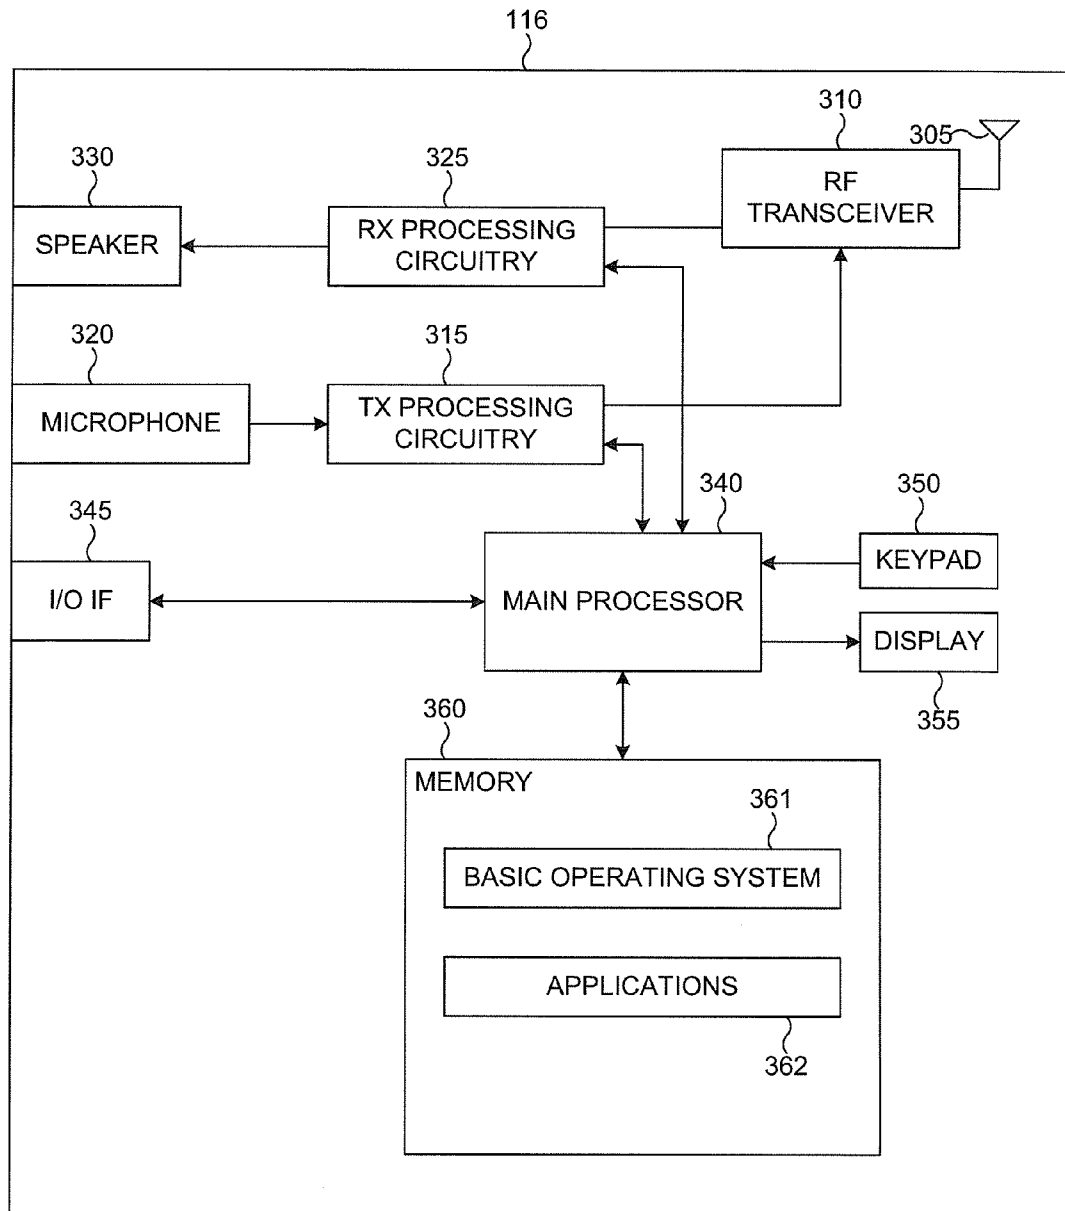 116
310
305
330
325
RF
TRANSCEIVER
SPEAKER
RX PROCESSING
CIRCUITRY
320
315
MICROPHONE
TX PROCESSING
CIRCUITRY
345
340
350
I/O IF
MAIN PROCESSOR
KEYPAD
DISPLAY
355
360
MEMORY
361
BASIC OPERATING SYSTEM
APPLICATIONS
362